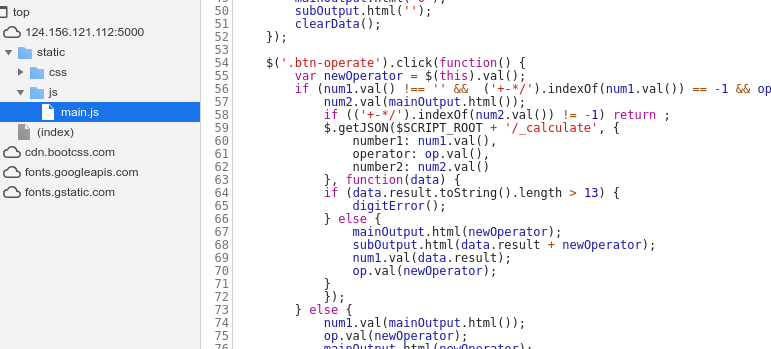 top
124.156.121.112:5000
static
css
js
main.js
(index)
cdn.bootcss.com
fonts.googleapis.com
fonts.gstatic.com
50 subOutput.html('');
51 clearData();
52 });
53
54 $('.btn-operate').click(function() {
55 var newOperator = $(this).val();
56 if (num1.val() !== '' && ('+-*/').indexOf(num1.val()) == -1 && op
57 num2.val(mainOutput.html());
58 if (('+-*/').indexOf(num2.val()) != -1) return ;
59 $.getJSON($SCRIPT_ROOT + '/_calculate', {
60 number1: num1.val(),
61 operator: op.val(),
62 number2: num2.val()
63 }, function(data) {
64 if (data.result.toString().length > 13) {
65 digitError();
66 } else {
67 mainOutput.html(newOperator);
68 subOutput.html(data.result + newOperator);
69 num1.val(data.result);
70 op.val(newOperator);
71 }
72 });
73 } else {
74 num1.val(mainOutput.html());
75 op.val(newOperator);
76 mainOutput.html(newOperator);